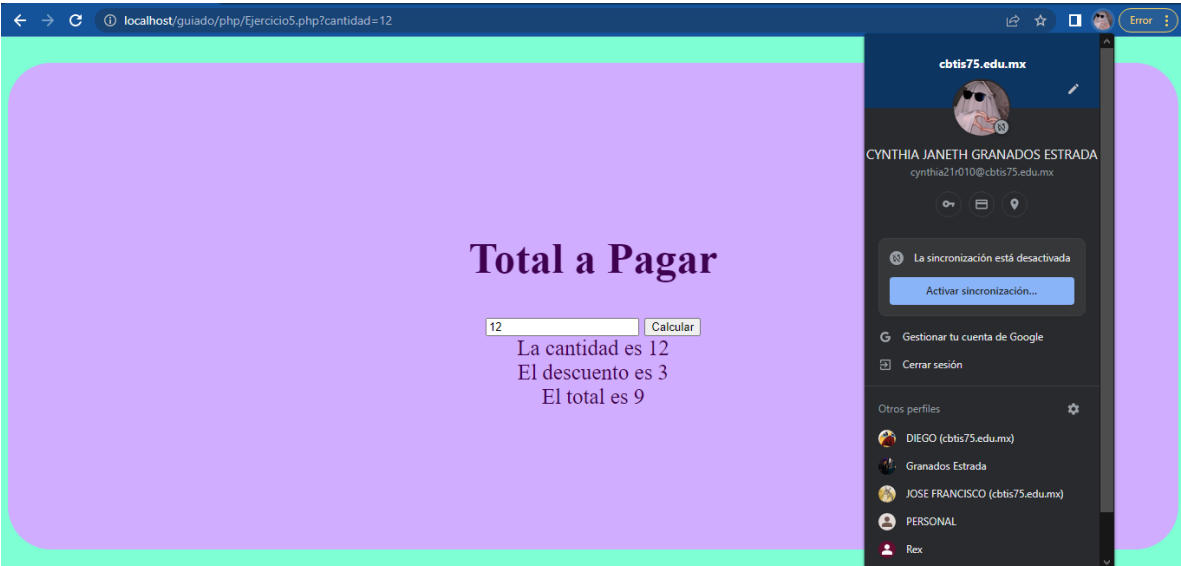 localhost/guiado/php/Ejercicio5.php?cantidad=12
Error
Total a Pagar
12 Calcular
La cantidad es 12
El descuento es 3
El total es 9
cbtis75.edu.mx
CYNTHIA JANETH GRANADOS ESTRADA
cynthia21r010@cbtis75.edu.mx
La sincronización está desactivada
Activar sincronización...
G Gestionar tu cuenta de Google
Cerrar sesión
Otros perfiles
DIEGO (cbtis75.edu.mx)
Granados Estrada
JOSE FRANCISCO (cbtis75.edu.mx)
PERSONAL
Rex